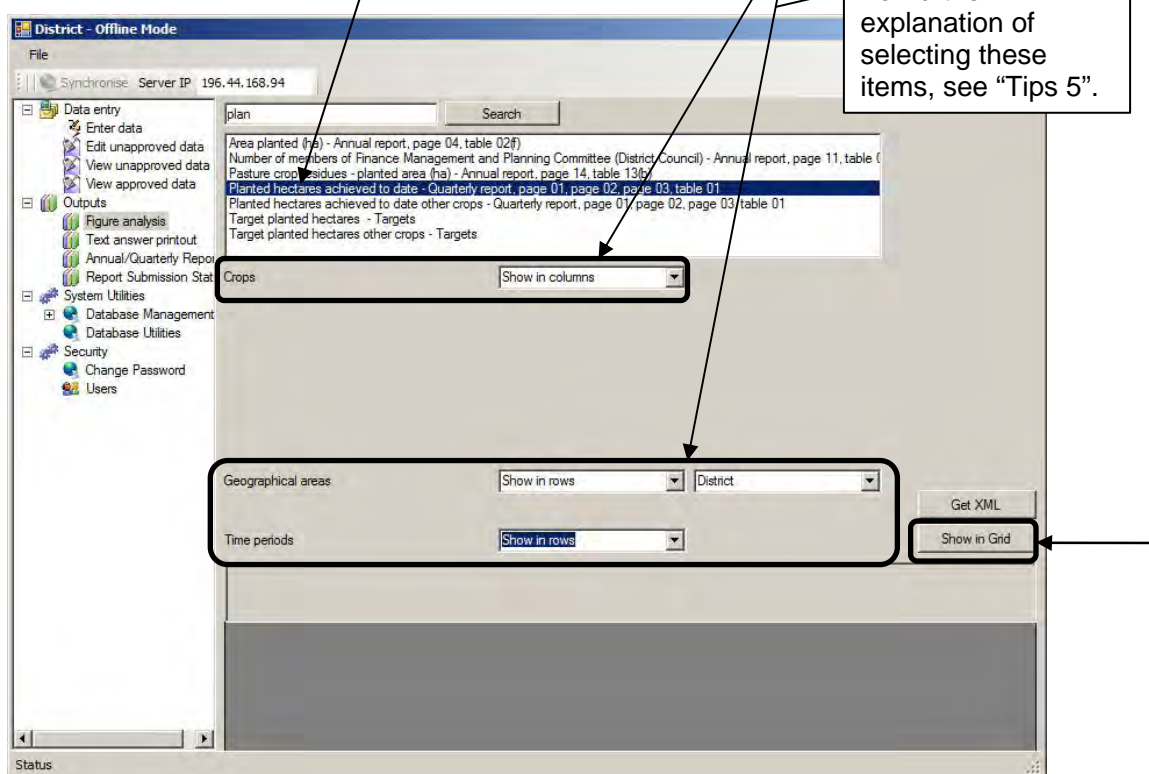 explanation of
selecting these
items, see “Tips 5”.
District - Offline Mode
File
Synchronise Server IP 196.44.168.94
Data entry
Enter data
Edit unapproved data
View unapproved data
View approved data
Outputs
Figure analysis
Text answer printout
Annual/Quarterly Repor
Report Submission Stat
System Utilities
Database Management
Database Utilities
Security
Change Password
Users
plan Search
Area planted (ha) - Annual report, page 04, table 02(f)
Number of members of Finance Management and Planning Committee (District Council) - Annual report, page 11, table (
Pasture crop residues - planted area (ha) - Annual report, page 14, table 13(b)
Planted hectares achieved to date - Quarterly report, page 01, page 02, page 03, table 01
Planted hectares achieved to date other crops - Quarterly report, page 01, page 02, page 03, table 01
Target planted hectares - Targets
Target planted hectares other crops - Targets
Crops Show in columns
Geographical areas Show in rows District
Get XML
Time periods Show in rows Show in Grid
Status